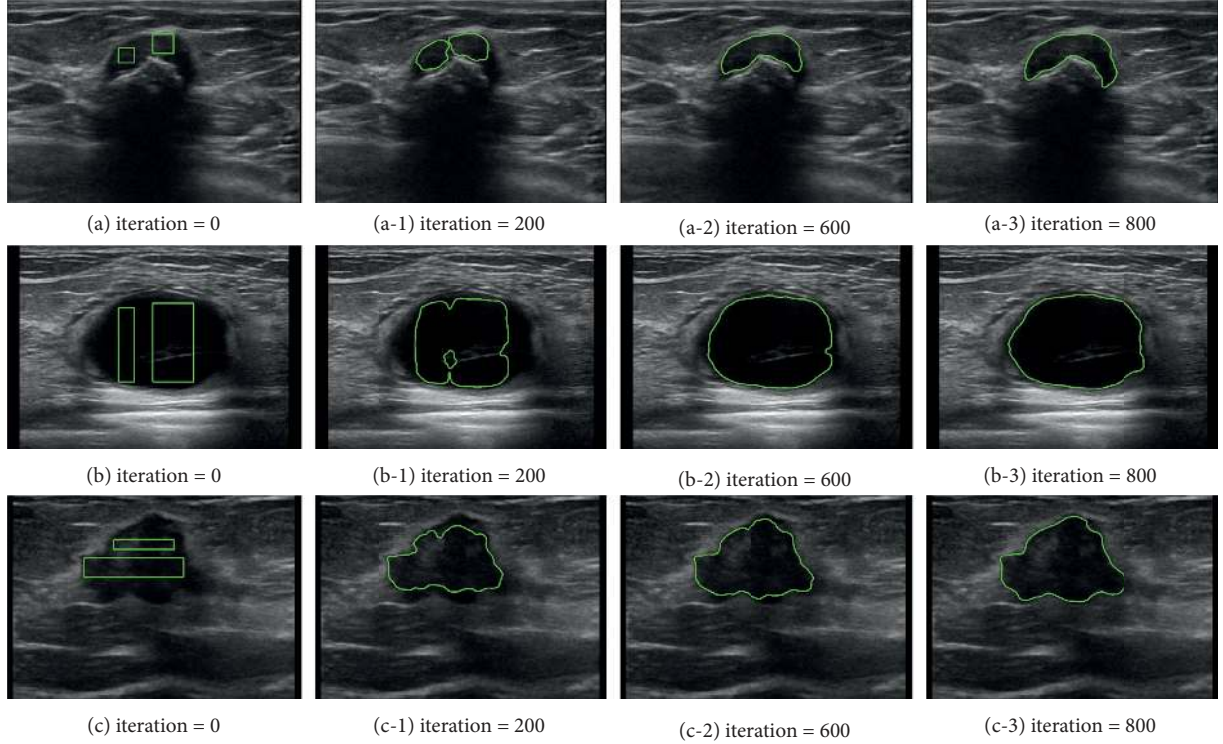 (a) iteration = 0
(a-1) iteration = 200
(a-2) iteration = 600
(a-3) iteration = 800
(b) iteration = 0
(b-1) iteration = 200
(b-2) iteration = 600
(b-3) iteration = 800
(c) iteration = 0
(c-1) iteration = 200
(c-2) iteration = 600
(c-3) iteration = 800